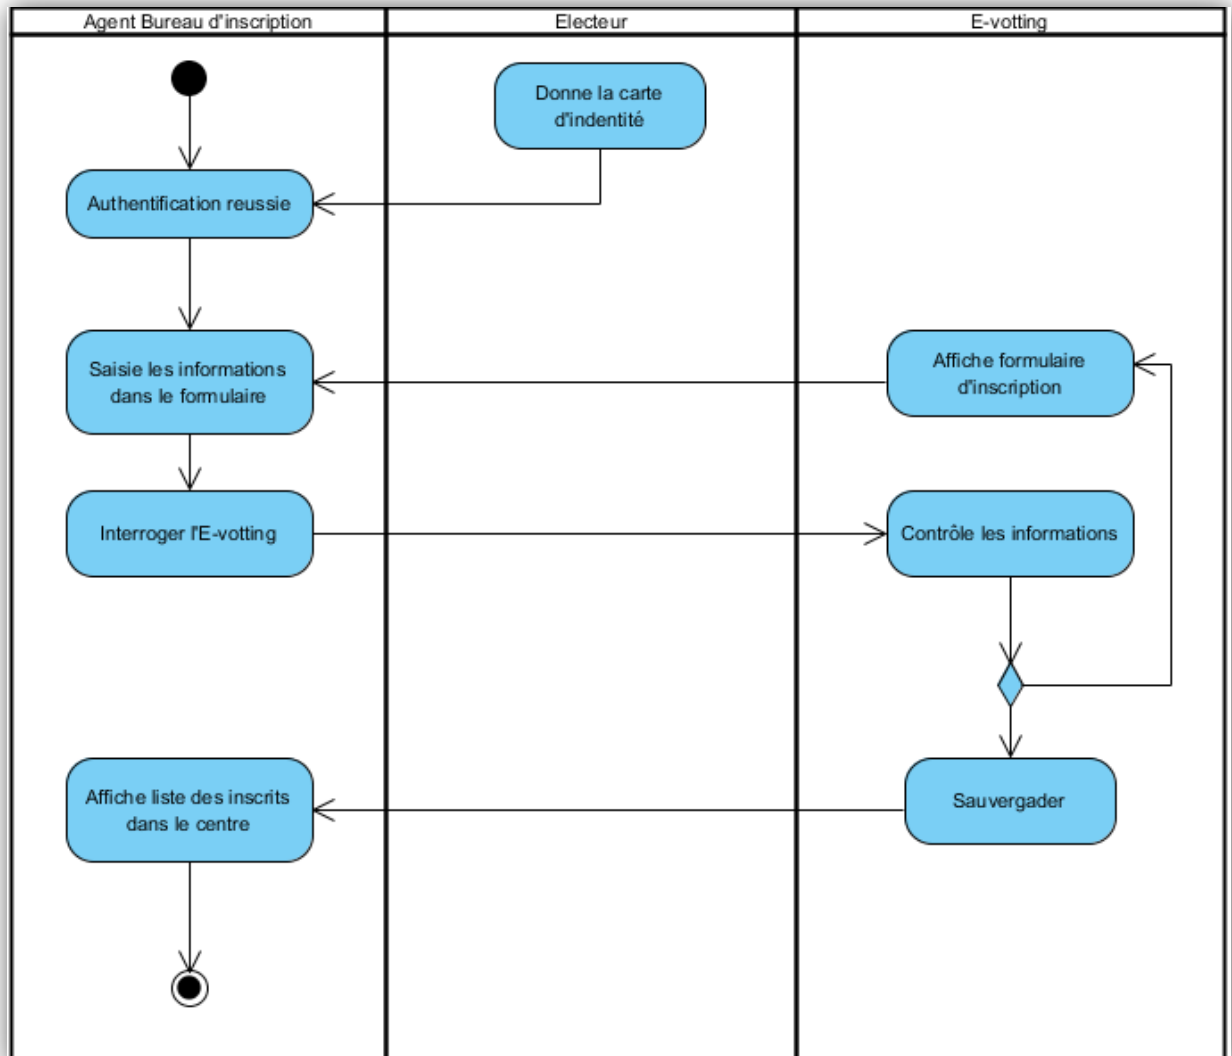 Agent Bureau d'inscription
Electeur
E-votting
Donne la carte
d'indentité
Authentification reussie
Saisie les informations
dans le formulaire
Affiche formulaire
d'inscription
Interroger l'E-votting
Contrôle les informations
Affiche liste des inscrits
dans le centre
Sauvergader